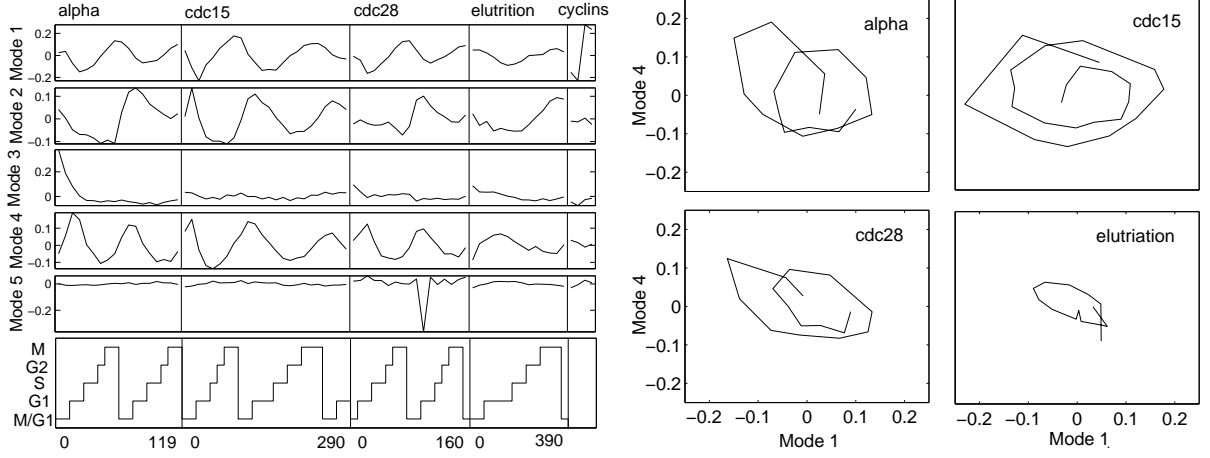 alpha cdc15 cdc28 elutrition cyclins
Mode 1
0.2
0
−0.2
Mode 2
0.1
0
−0.1
Mode 3
0.2
0
Mode 4
0.1
0
−0.1
Mode 5
0
−0.2
M
G2
S
G1
M/G1
0 119 0 290 0 160 0 390
alpha
Mode 4
0.2
0.1
0
−0.1
−0.2
cdc15
cdc28
Mode 4
0.2
0.1
0
−0.1
−0.2
−0.2 −0.1 0 0.1 0.2
Mode 1
elutriation
−0.2 −0.1 0 0.1 0.2
Mode 1